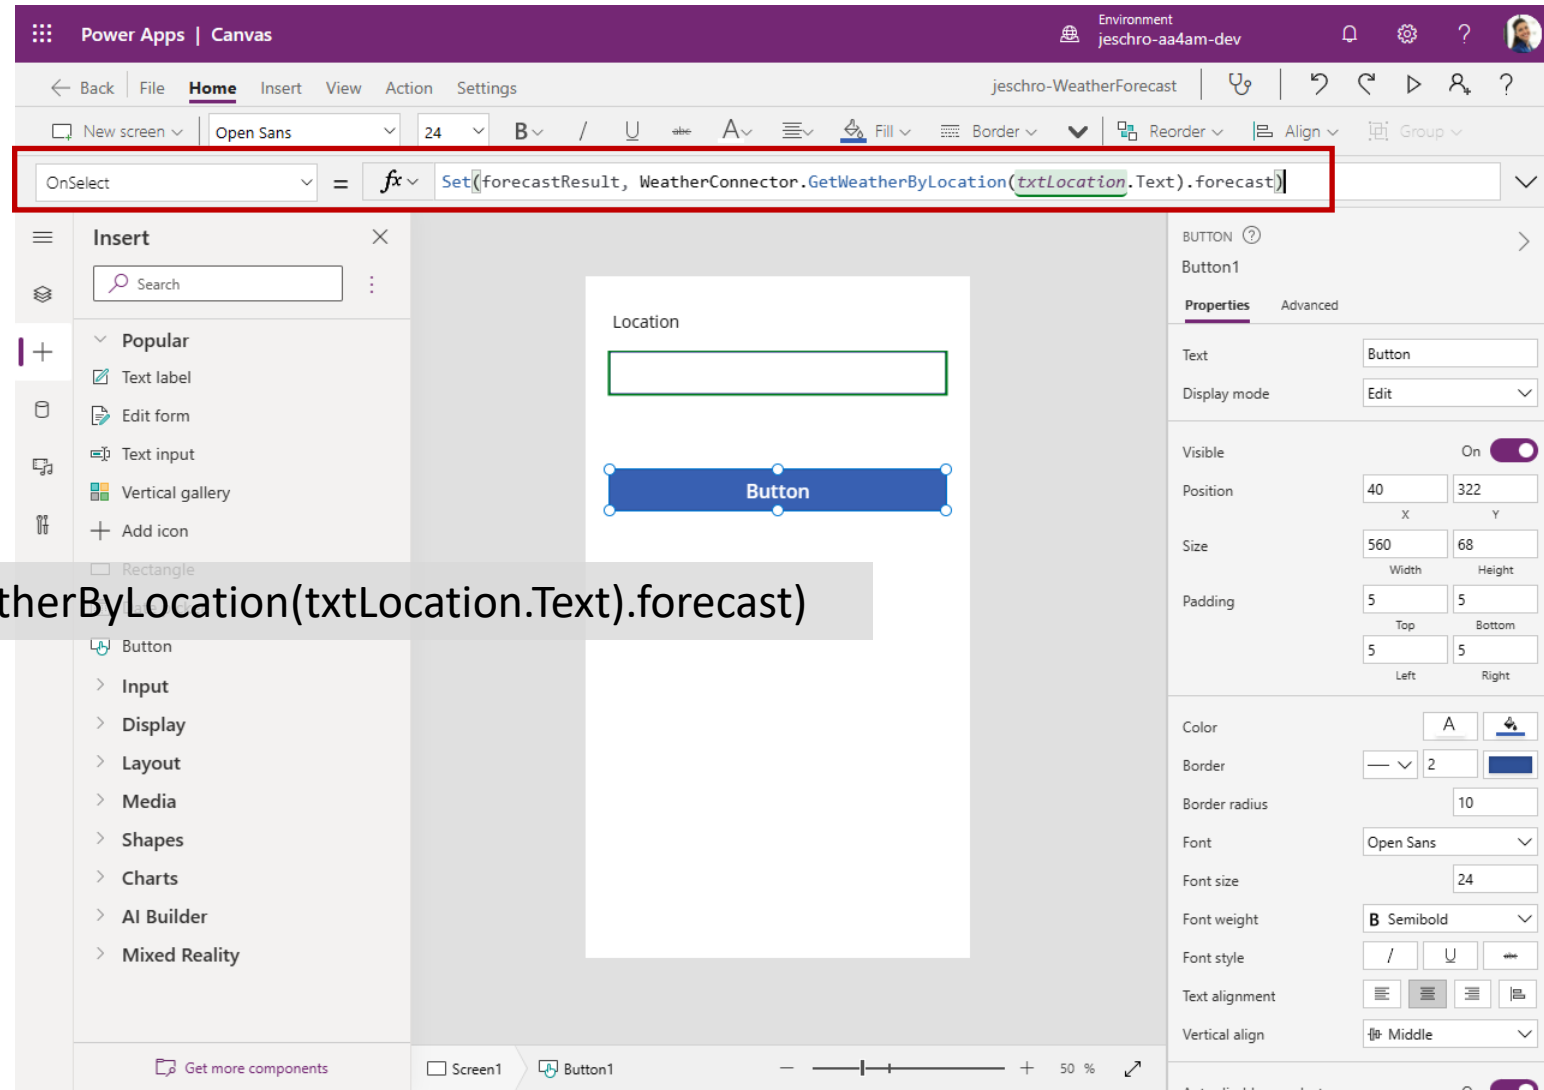 Power Apps | Canvas
Environment
jeschro-aa4am-dev
Back File Home Insert View Action Settings
jeschro-WeatherForecast
New screen Open Sans 24 B / U abc A Fill Border Reorder Align Group
OnSelect = fx Set(forecastResult, WeatherConnector.GetWeatherByLocation(txtLocation.Text).forecast)
Insert
Search
Popular
Text label
Edit form
Text input
Vertical gallery
Add icon
Rectangle
therByLocation(txtLocation.Text).forecast)
Button
Input
Display
Layout
Media
Shapes
Charts
AI Builder
Mixed Reality
Get more components
Location
Button
Screen1 Button1
50 %
BUTTON
Button1
Properties Advanced
Text Button
Display mode Edit
Visible On
Position 40 322
X Y
Size 560 68
Width Height
Padding 5 5
Top Bottom
5 5
Left Right
Color A
Border 2
Border radius 10
Font Open Sans
Font size 24
Font weight B Semibold
Font style / U abc
Text alignment
Vertical align Middle